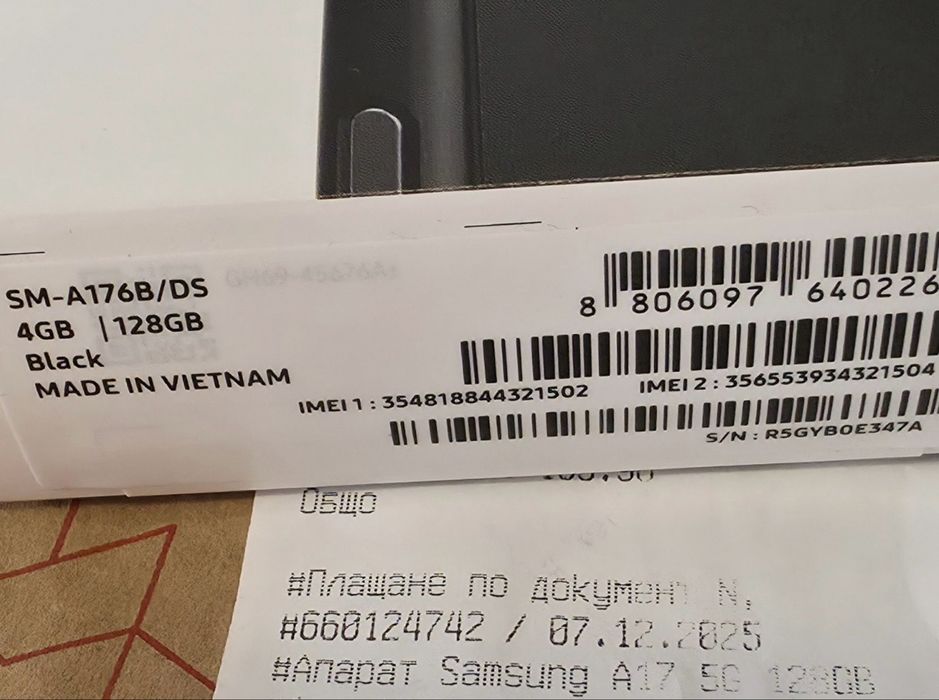 SM-A176B/DS
4GB | 128GB
Black
MADE IN VIETNAM
8 806097 640226
IMEI 1 : 354818844321502
IMEI 2 : 356553934321504
S/N : R5GYB0E347A
Общо
#Плащане по документ N,
#660124742 / 07.12.2025
#Апарат Samsung A17 5G 128GB